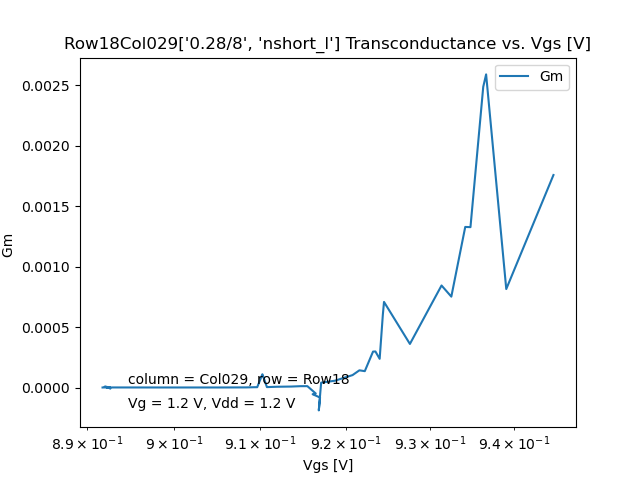 Row18Col029['0.28/8', 'nshort_l'] Transconductance vs. Vgs [V]
Gm
0.0025
0.0020
0.0015
0.0010
0.0005
0.0000
Gm
column = Col029, row = Row18
Vg = 1.2 V, Vdd = 1.2 V
8.9 × 10⁻¹ 9 × 10⁻¹ 9.1 × 10⁻¹ 9.2 × 10⁻¹ 9.3 × 10⁻¹ 9.4 × 10⁻¹
Vgs [V]